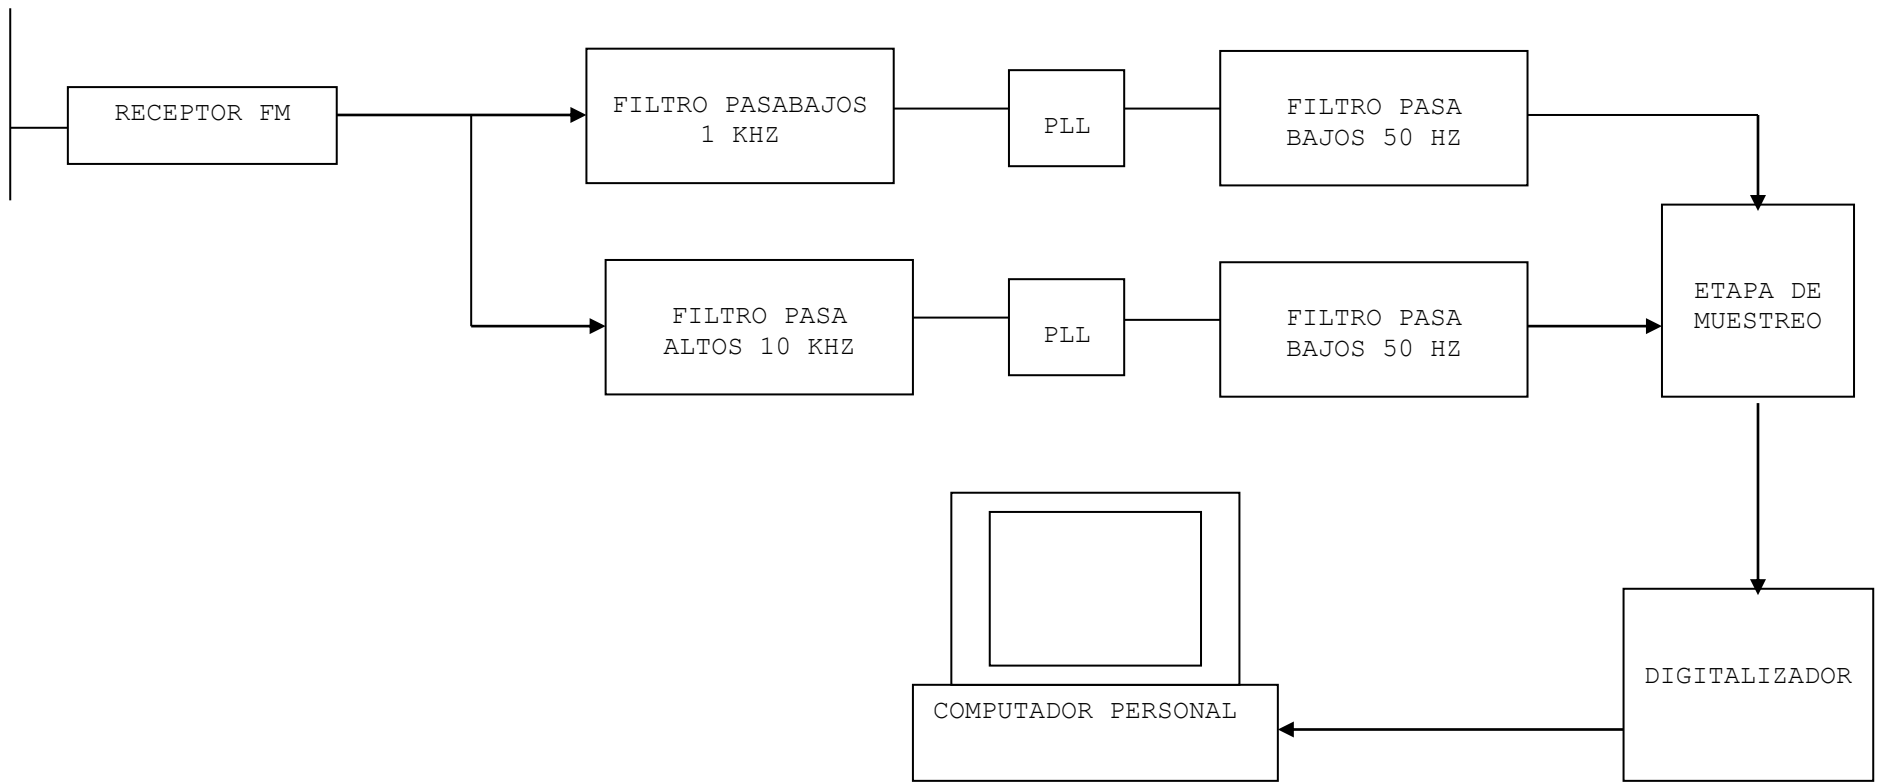 RECEPTOR FM
FILTRO PASABAJOS
1 KHZ
PLL
FILTRO PASA
BAJOS 50 HZ
FILTRO PASA
ALTOS 10 KHZ
PLL
FILTRO PASA
BAJOS 50 HZ
ETAPA DE
MUESTREO
DIGITALIZADOR
COMPUTADOR PERSONAL